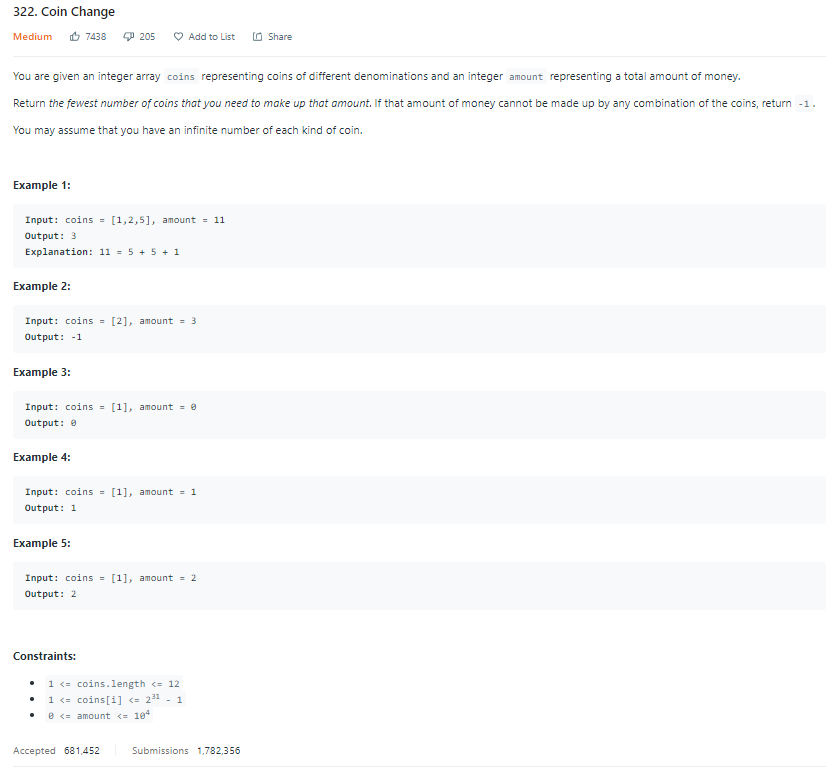 322. Coin Change
Medium 7438 205 Add to List Share
You are given an integer array coins representing coins of different denominations and an integer amount representing a total amount of money.
Return the fewest number of coins that you need to make up that amount. If that amount of money cannot be made up by any combination of the coins, return -1.
You may assume that you have an infinite number of each kind of coin.
Example 1:
Input: coins = [1,2,5], amount = 11
Output: 3
Explanation: 11 = 5 + 5 + 1
Example 2:
Input: coins = [2], amount = 3
Output: -1
Example 3:
Input: coins = [1], amount = 0
Output: 0
Example 4:
Input: coins = [1], amount = 1
Output: 1
Example 5:
Input: coins = [1], amount = 2
Output: 2
Constraints:
• 1 <= coins.length <= 12
• 1 <= coins[i] <= 2³¹ - 1
• 0 <= amount <= 10⁴
Accepted 681,452 Submissions 1,782,356